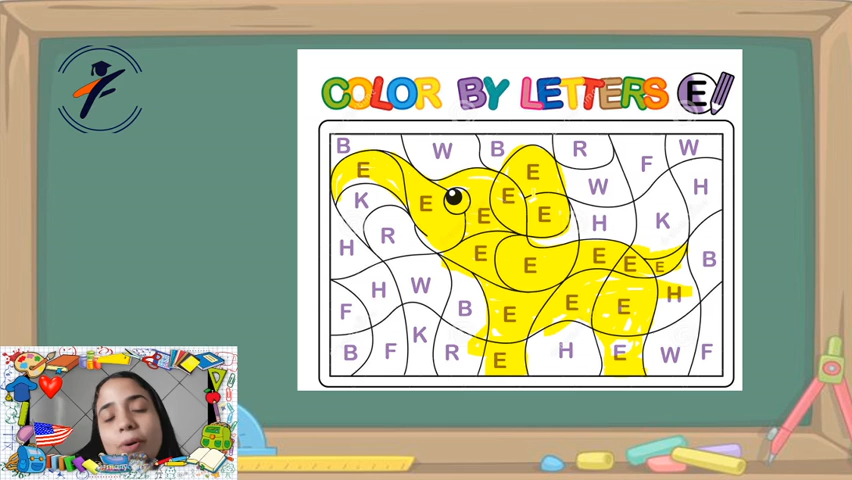 COLOR BY LETTERS E
B W B R F W
E E
K E E E E W H
H R E E H K
H W E E E E E B
F B E E E H
B F K R E H E W F